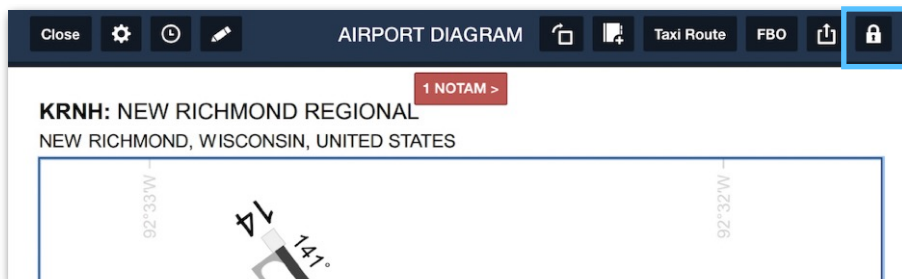 Close AIRPORT DIAGRAM Taxi Route FBO
1 NOTAM >
KRNH: NEW RICHMOND REGIONAL
NEW RICHMOND, WISCONSIN, UNITED STATES
92°33'W 92°32'W
14
141°